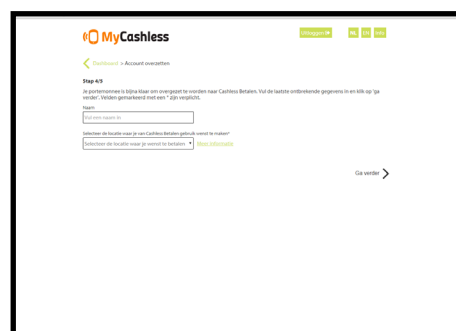 MyCashless
Uitloggen
NL EN Info
Dashboard > Account overzetten
Stap 4/5
Je portemonnee is bijna klaar om overgezet te worden naar Cashless Betalen. Vul de laatste ontbrekende gegevens in en klik op 'ga
verder'. Velden gemarkeerd met een * zijn verplicht.
Naam
Vul een naam in
Selecteer de locatie waar je van Cashless Betalen gebruik wenst te maken*
Selecteer de locatie waar je wenst te betalen
Meer informatie
Ga verder